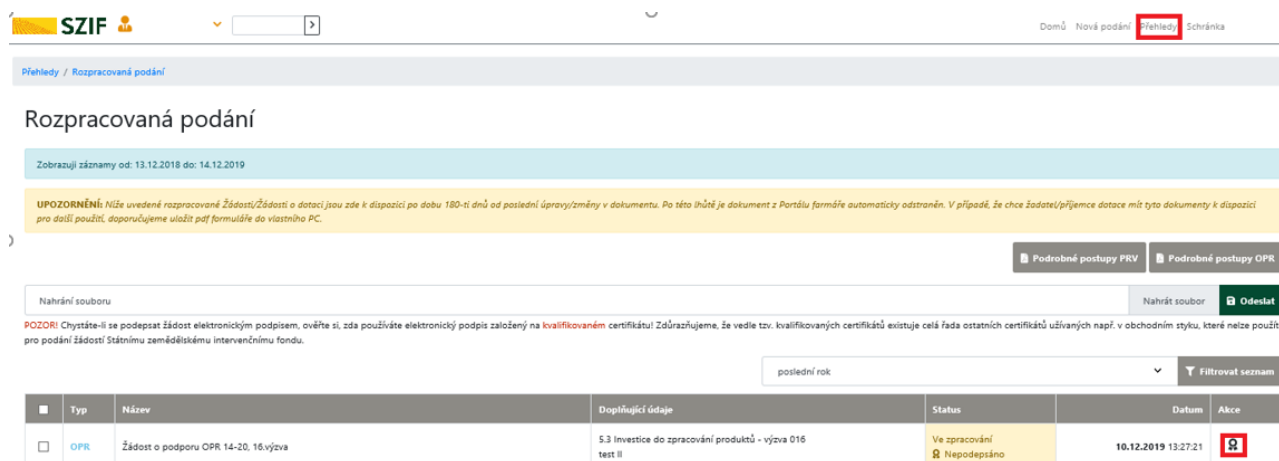 SZIF
Domů Nová podání Přehledy Schránka
Přehledy / Rozpracovaná podání
Rozpracovaná podání
Zobrazuji záznamy od: 13.12.2018 do: 14.12.2019
UPOZORNĚNÍ: Níže uvedené rozpracované Žádosti/Žádosti o dotaci jsou zde k dispozici po dobu 180-ti dnů od poslední úpravy/změny v dokumentu. Po této lhůtě je dokument z Portálu farmáře automaticky odstraněn. V případě, že chce žadatel/příjemce dotace mít tyto dokumenty k dispozici
pro další použití, doporučujeme uložit pdf formuláře do vlastního PC.
Podrobné postupy PRV Podrobné postupy OPR
Nahrání souboru Nahrát soubor Odeslat
POZOR! Chystáte-li se podepsat žádost elektronickým podpisem, ověřte si, zda používáte elektronický podpis založený na kvalifikovaném certifikátu! Zdůrazňujeme, že vedle tzv. kvalifikovaných certifikátů existuje celá řada ostatních certifikátů užívaných např. v obchodním styku, které nelze použít
pro podání žádostí Státnímu zemědělskému intervenčnímu fondu.
poslední rok Filtrovat seznam
Typ Název Doplňující údaje Status Datum Akce
OPR Žádost o podporu OPR 14-20, 16.výzva 5.3 Investice do zpracování produktů - výzva 016 Ve zpracování 10.12.2019 13:27:21
test II Nepodepsáno